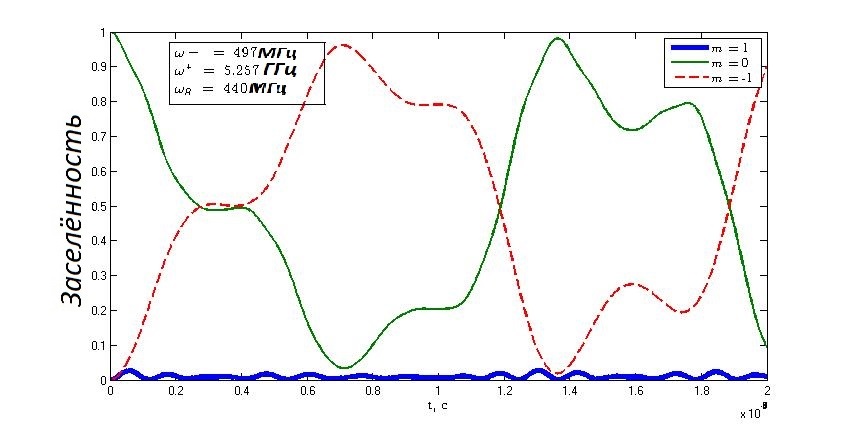 ω− = 497МГц
ω⁺ = 5.257 ГГц
ω_R = 440МГц
m = 1
m = 0
m = -1
Заселённость
1
0.9
0.8
0.7
0.6
0.5
0.4
0.3
0.2
0.1
0
0 0.2 0.4 0.6 0.8 1 1.2 1.4 1.6 1.8 2
t, c
x 10